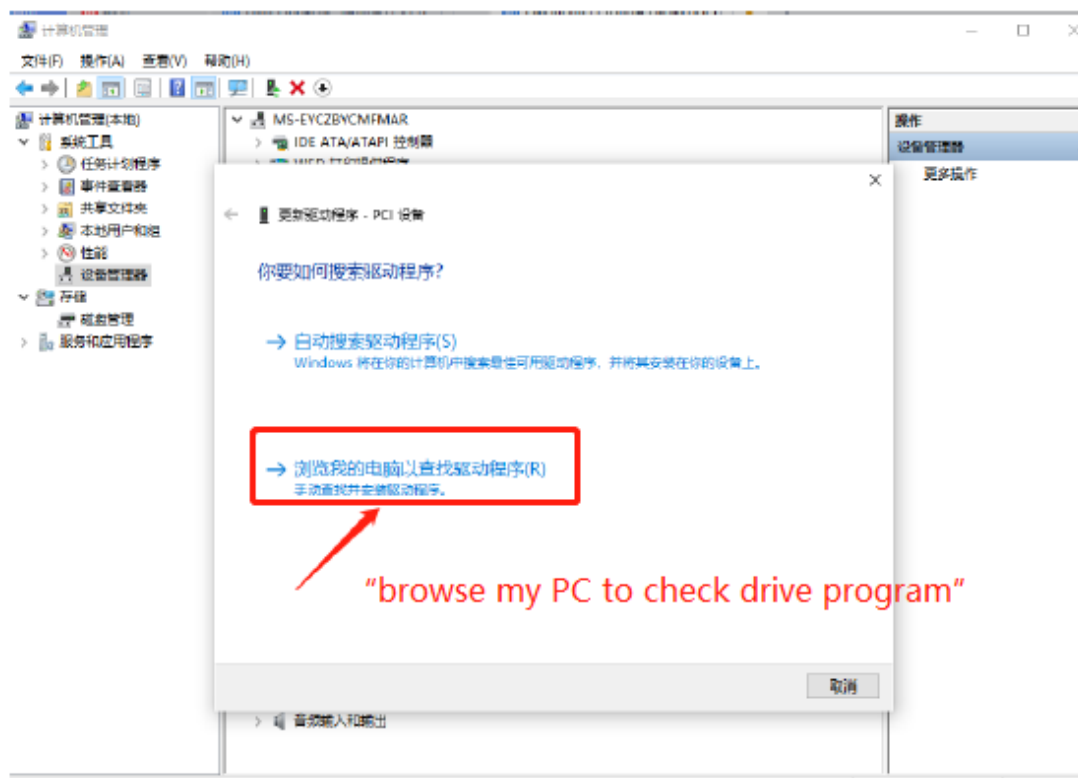 计算机管理
文件(F) 操作(A) 查看(V) 帮助(H)
计算机管理(本地)
系统工具
任务计划程序
事件查看器
共享文件夹
本地用户和组
性能
设备管理器
存储
磁盘管理
服务和应用程序
MS-EYCZBYCMFMAR
IDE ATA/ATAPI 控制器
操作
设备管理器
更多操作
更新驱动程序 - PCI 设备
你要如何搜索驱动程序?
自动搜索驱动程序(S)
Windows 将在你的计算机中搜索最佳可用驱动程序，并将其安装在你的设备上。
浏览我的电脑以查找驱动程序(R)
手动查找并安装驱动程序。
“browse my PC to check drive program”
取消
音频输入和输出